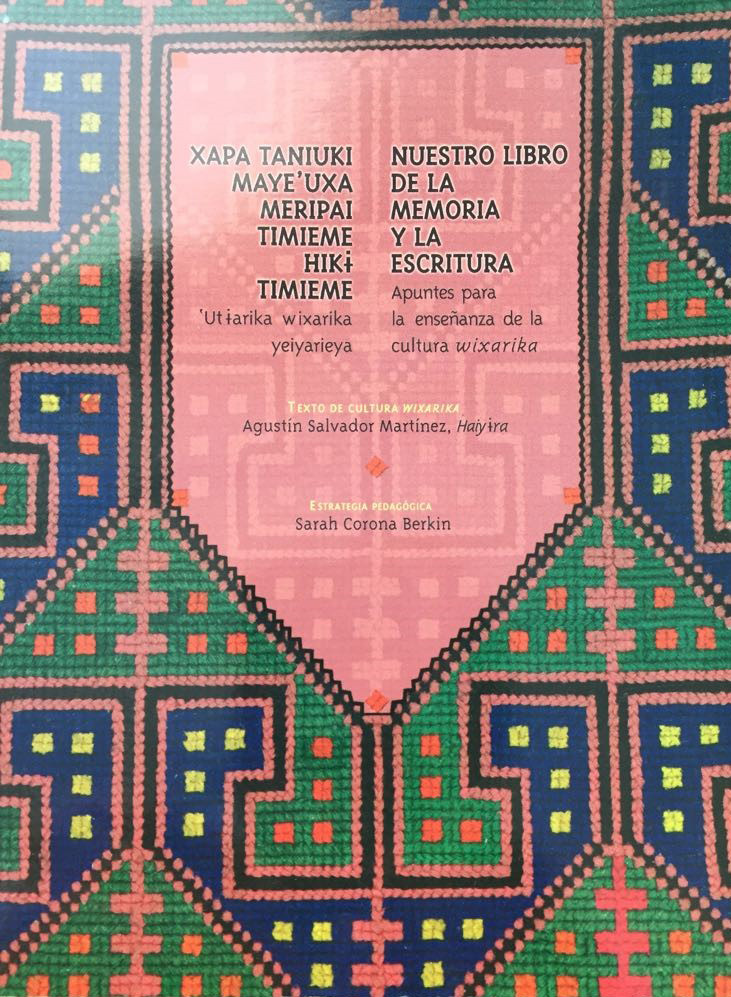 XAPA TANIUKI
MAYE'UXA
MERIPAI
TIMIEME
HIKɨ
TIMIEME
'Utɨarika wixarika
yeiyarieya
NUESTRO LIBRO
DE LA
MEMORIA
Y LA
ESCRITURA
Apuntes para
la enseñanza de la
cultura wixarika
TEXTO DE CULTURA WIXARIKA
Agustín Salvador Martínez, Haiyɨra
ESTRATEGIA PEDAGÓGICA
Sarah Corona Berkin